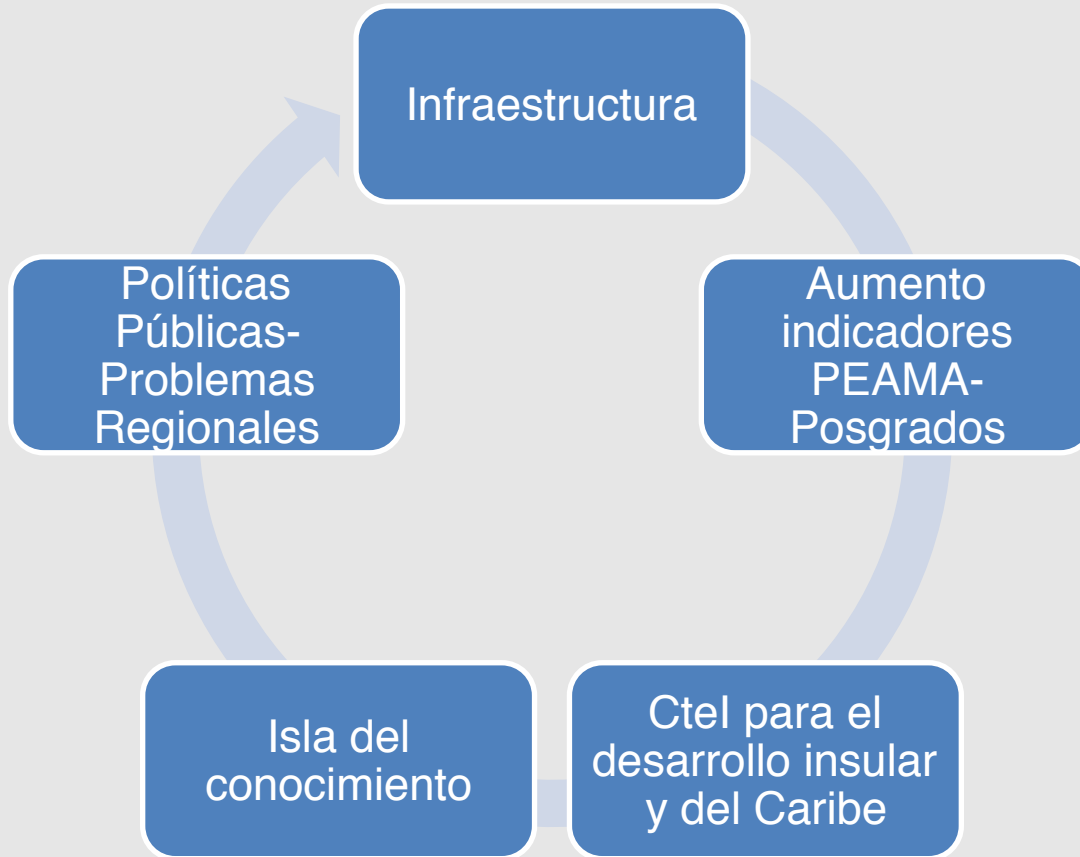 Infraestructura
Aumento
indicadores
PEAMA-
Posgrados
CteI para el
desarrollo insular
y del Caribe
Isla del
conocimiento
Políticas
Públicas-
Problemas
Regionales